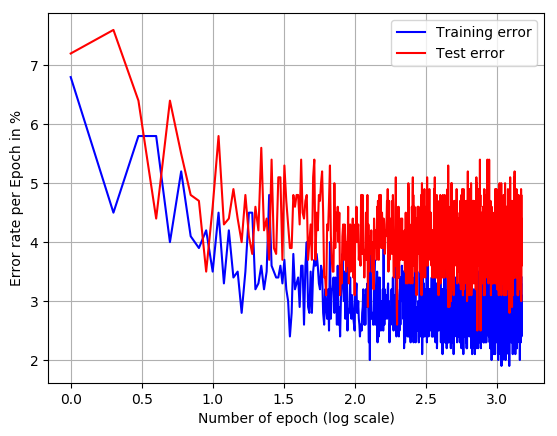 Training error
Test error
7
6
5
4
3
2
Error rate per Epoch in %
0.0 0.5 1.0 1.5 2.0 2.5 3.0
Number of epoch (log scale)